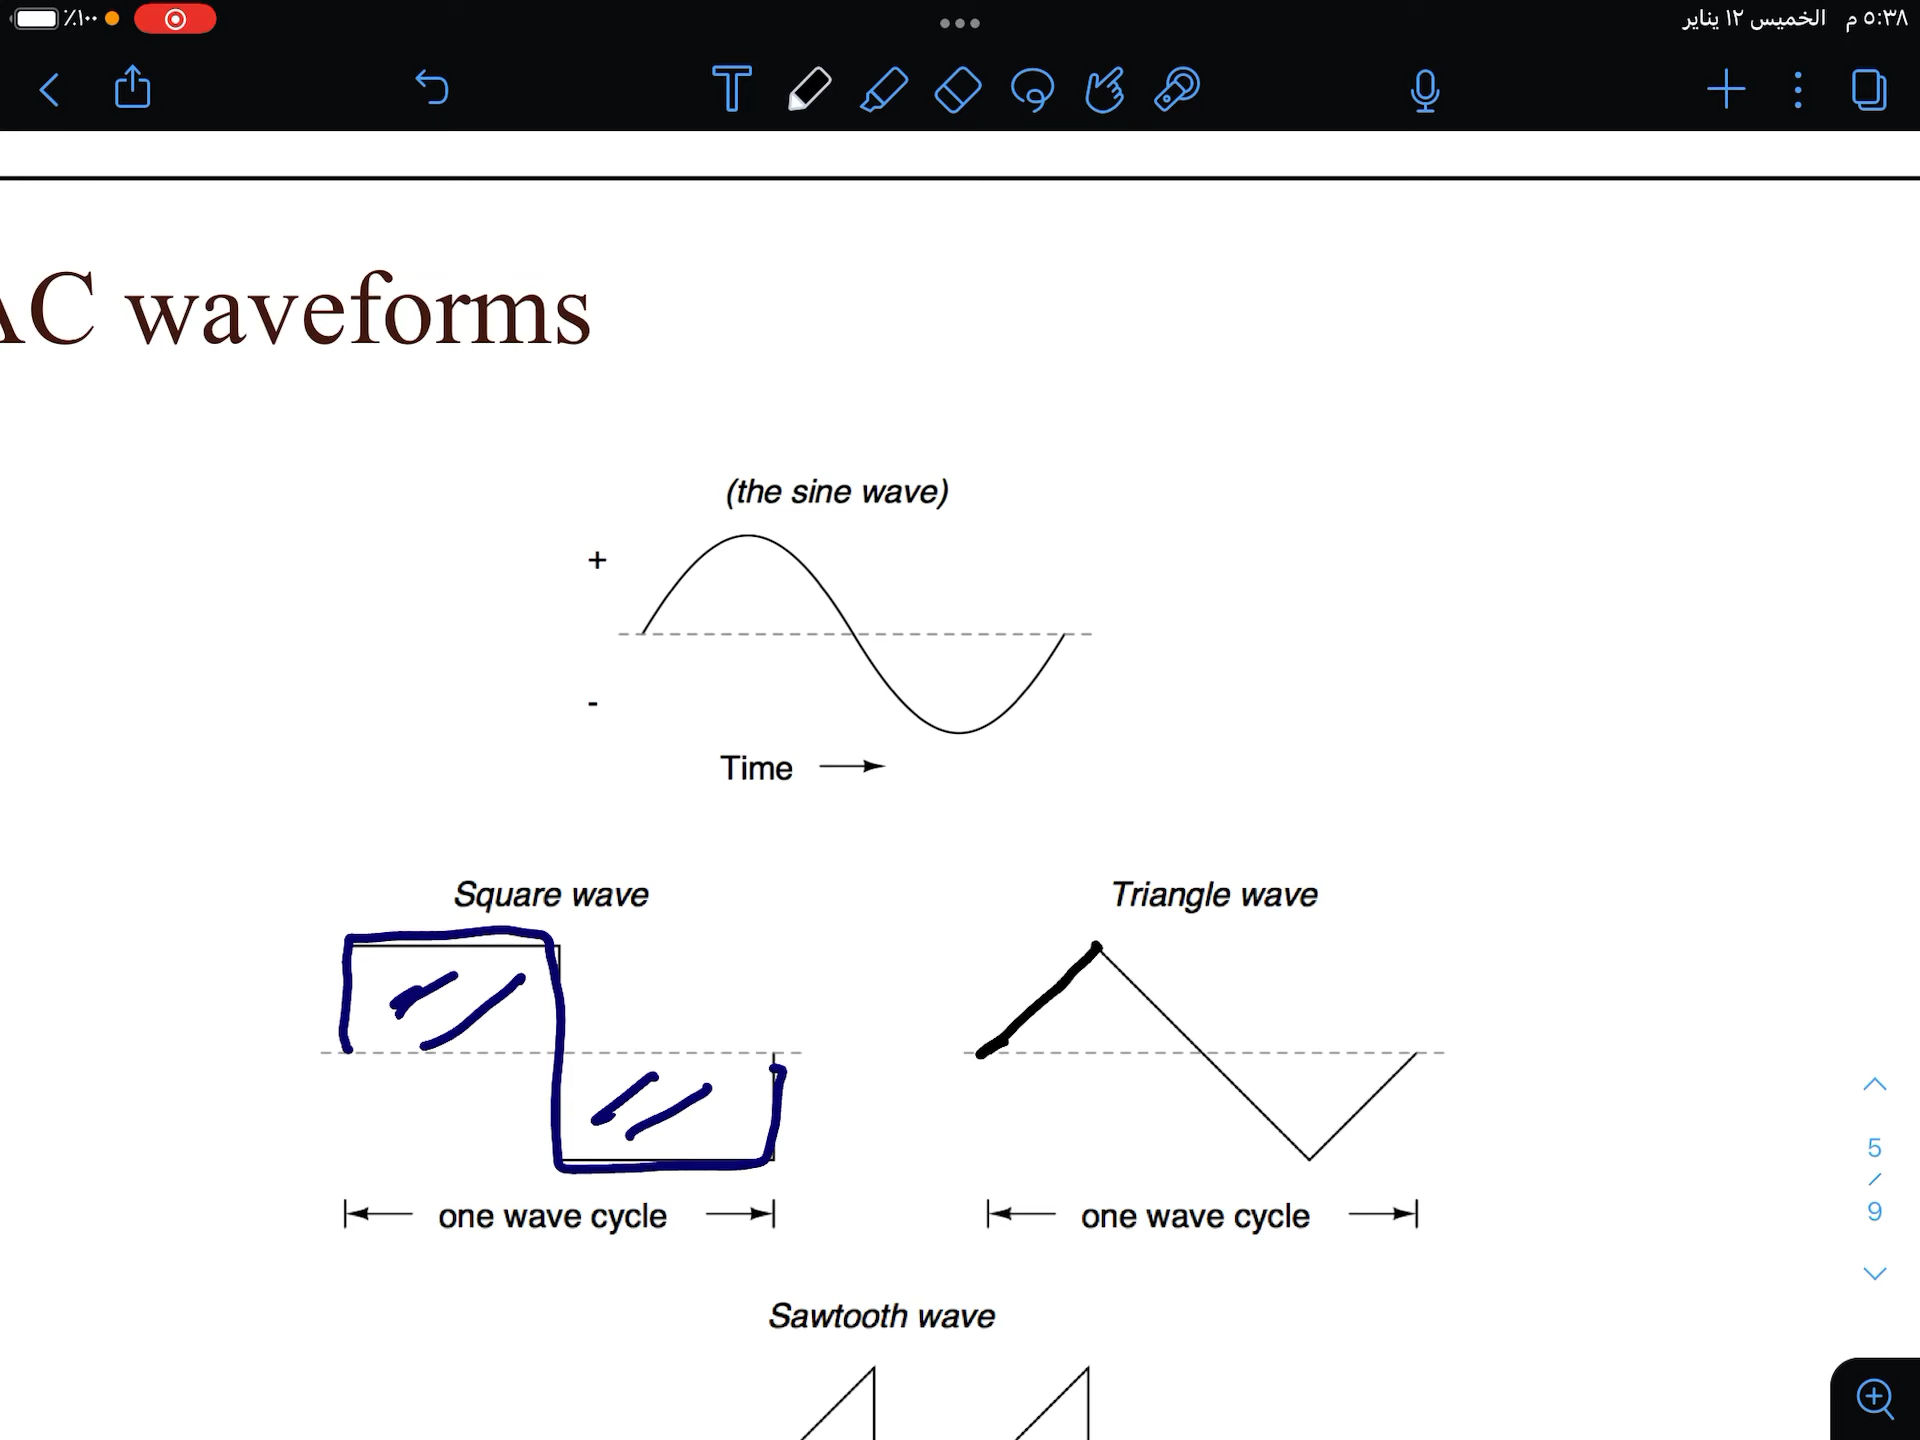 ٪١٠٠
الخميس ١٢ يناير ٥:٣٨ م
AC waveforms
(the sine wave)
+
-
Time
Square wave
Triangle wave
one wave cycle
one wave cycle
5
/
9
Sawtooth wave